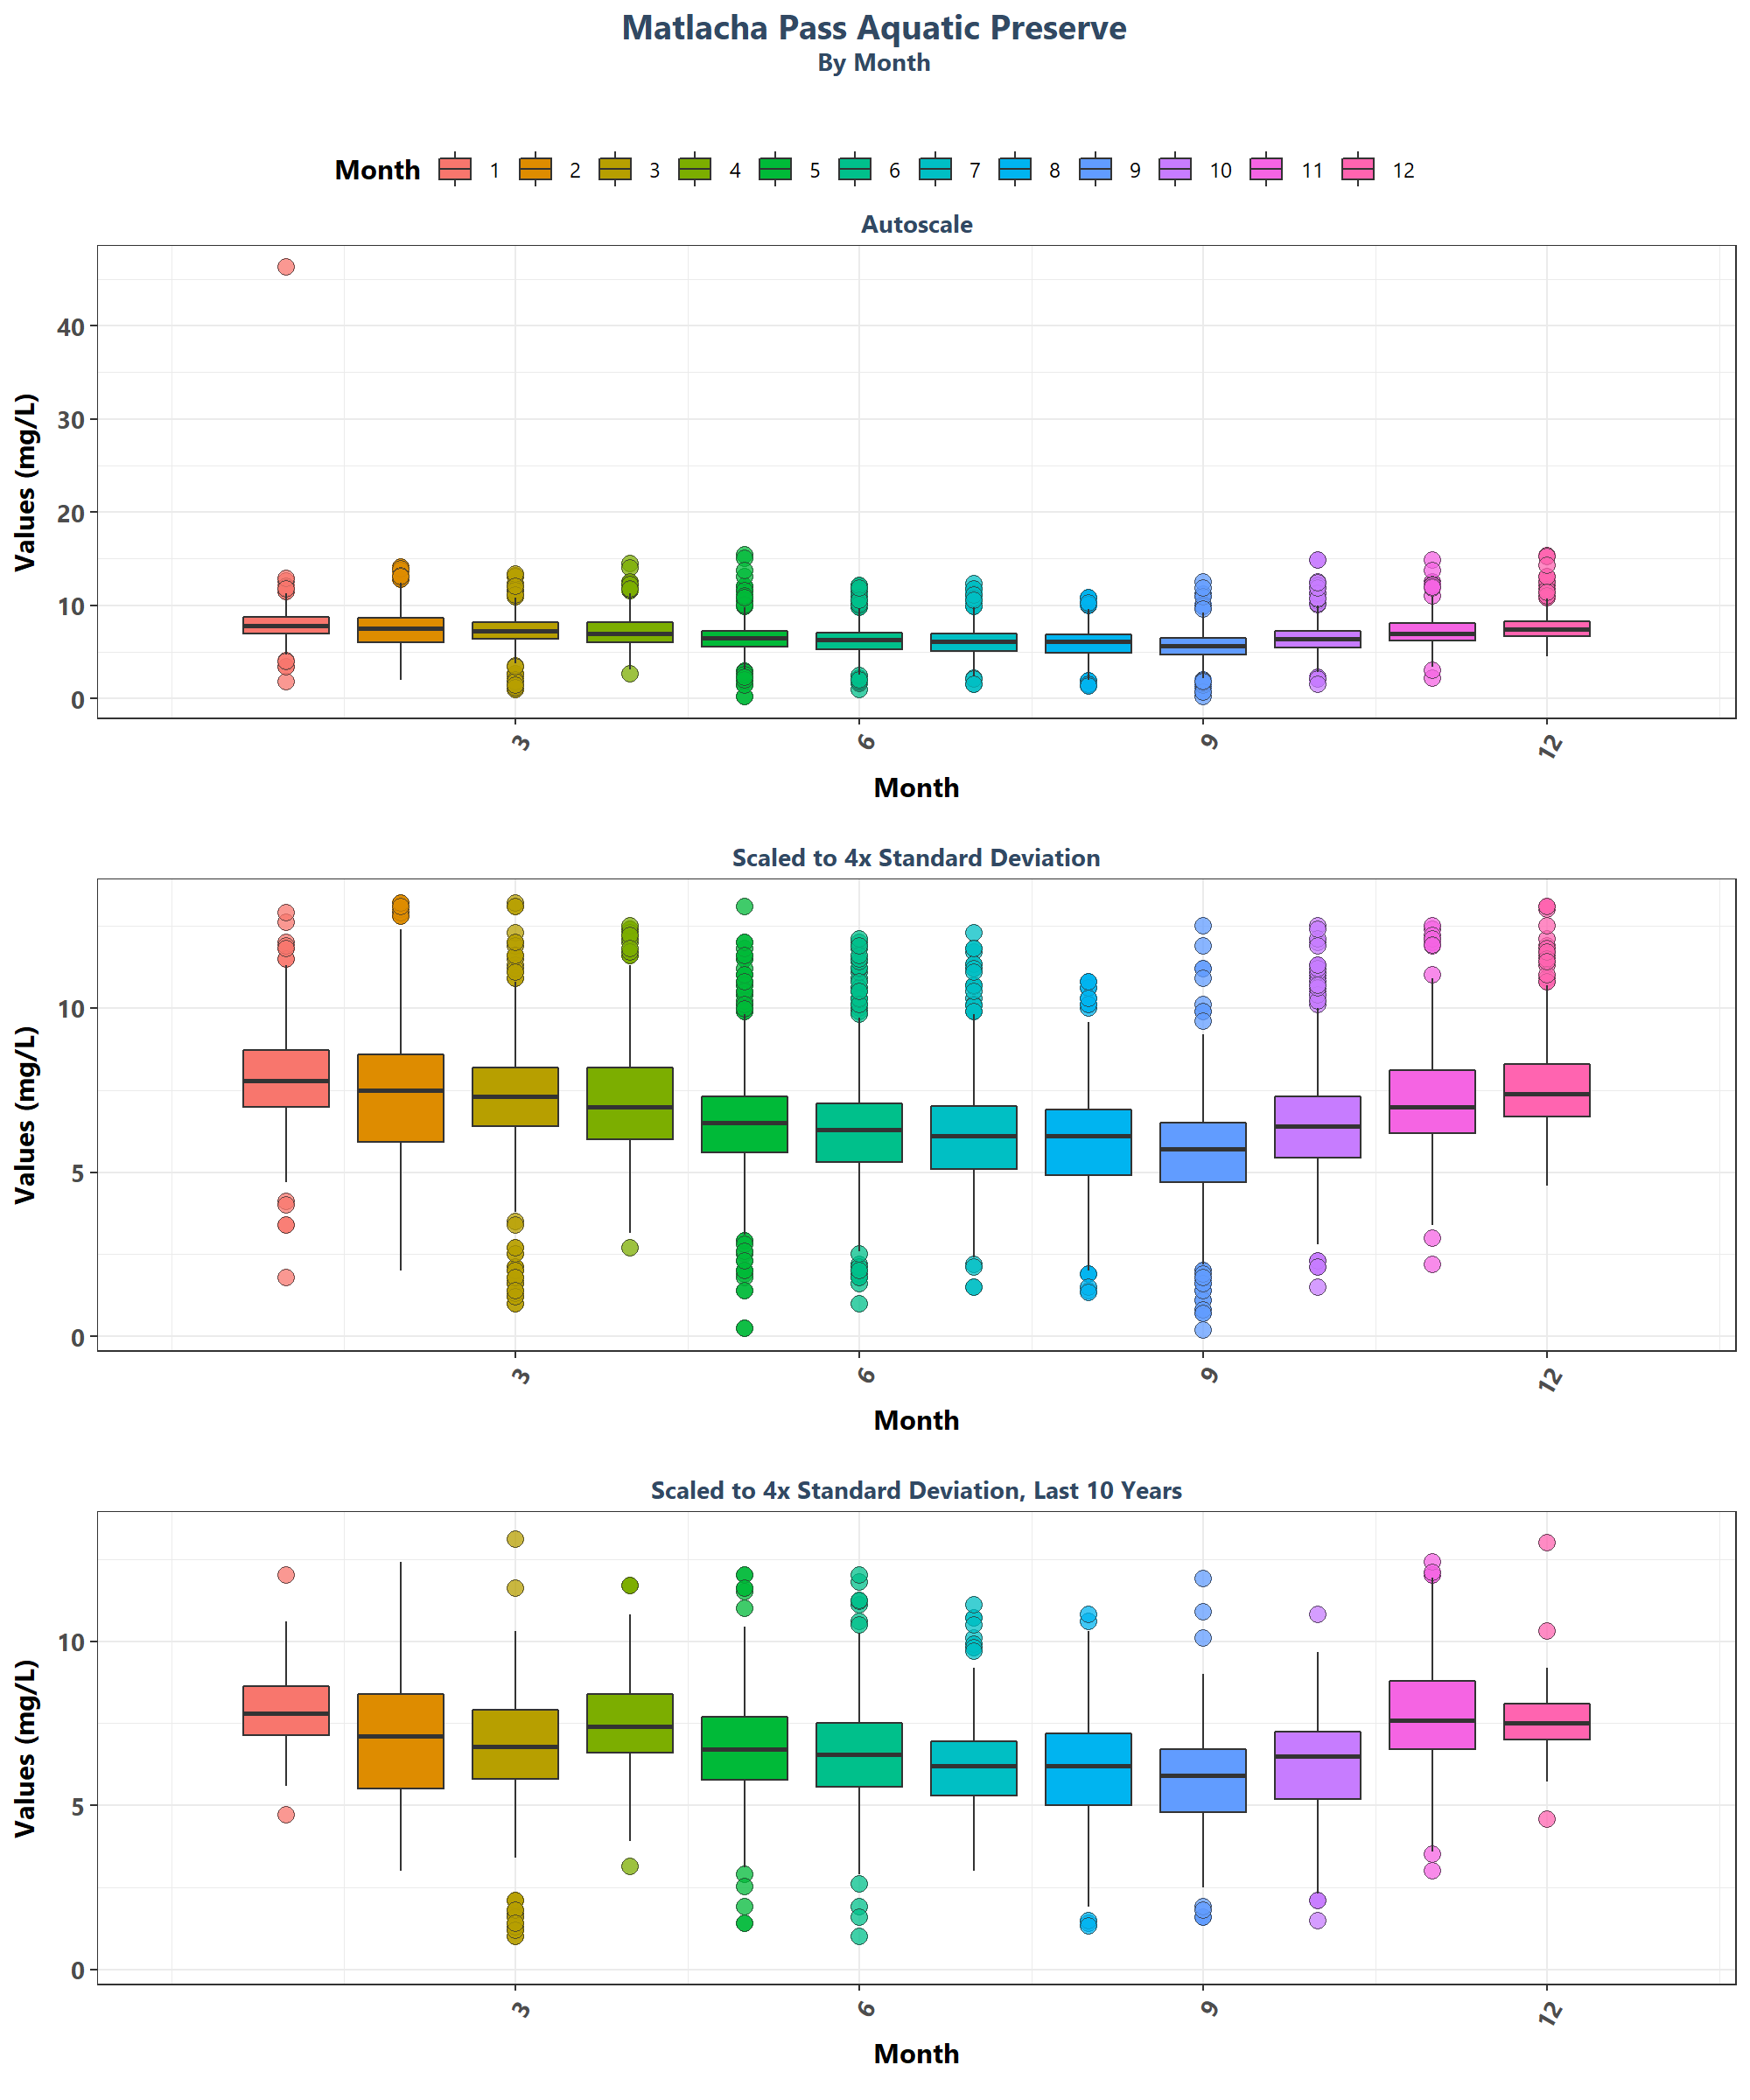 Matlacha Pass Aquatic Preserve
By Month
Month 1 2 3 4 5 6 7 8 9 10 11 12
Autoscale
Values (mg/L)
40
30
20
10
0
3 6 9 12
Month
Scaled to 4x Standard Deviation
Values (mg/L)
10
5
0
3 6 9 12
Month
Scaled to 4x Standard Deviation, Last 10 Years
Values (mg/L)
10
5
0
3 6 9 12
Month